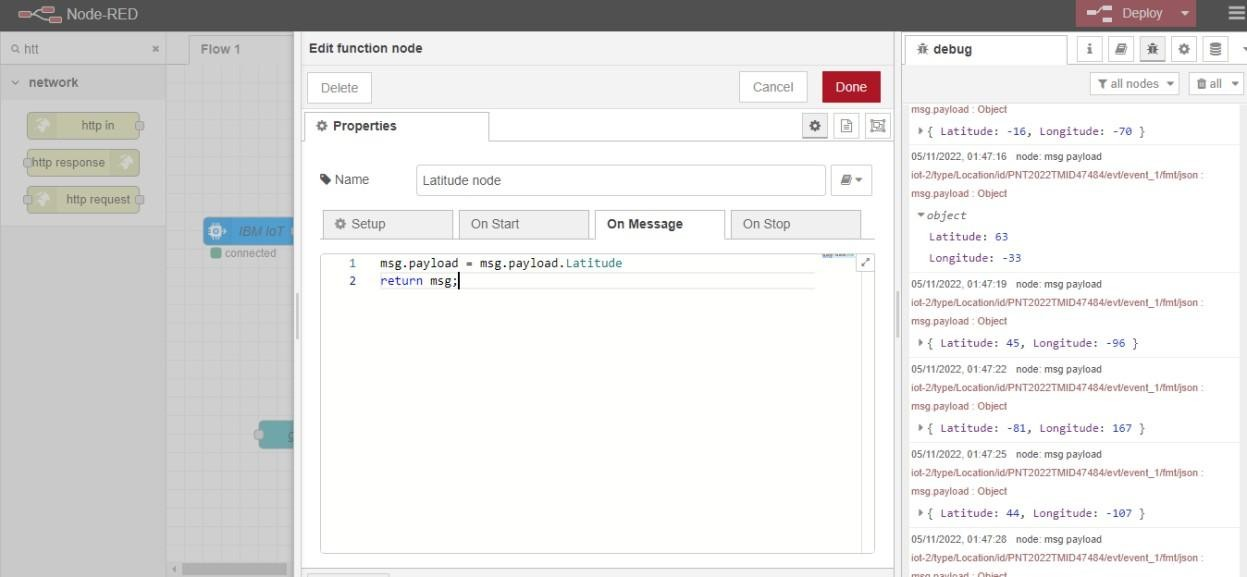 Node-RED
Deploy
htt
Flow 1
network
http in
http response
http request
IBM IoT
connected
Edit function node
Delete
Cancel
Done
Properties
Name
Latitude node
Setup
On Start
On Message
On Stop
1 msg.payload = msg.payload.Latitude
2 return msg;
debug
all nodes
all
msg.payload : Object
{ Latitude: -16, Longitude: -70 }
05/11/2022, 01:47:16 node: msg payload
iot-2/type/Location/id/PNT2022TMID47484/evt/event_1/fmt/json :
msg.payload : Object
object
Latitude: 63
Longitude: -33
05/11/2022, 01:47:19 node: msg payload
iot-2/type/Location/id/PNT2022TMID47484/evt/event_1/fmt/json :
msg.payload : Object
{ Latitude: 45, Longitude: -96 }
05/11/2022, 01:47:22 node: msg payload
iot-2/type/Location/id/PNT2022TMID47484/evt/event_1/fmt/json :
msg.payload : Object
{ Latitude: -81, Longitude: 167 }
05/11/2022, 01:47:25 node: msg payload
iot-2/type/Location/id/PNT2022TMID47484/evt/event_1/fmt/json :
msg.payload : Object
{ Latitude: 44, Longitude: -107 }
05/11/2022, 01:47:28 node: msg payload
iot-2/type/Location/id/PNT2022TMID47484/evt/event_1/fmt/json :
msg.payload : Object